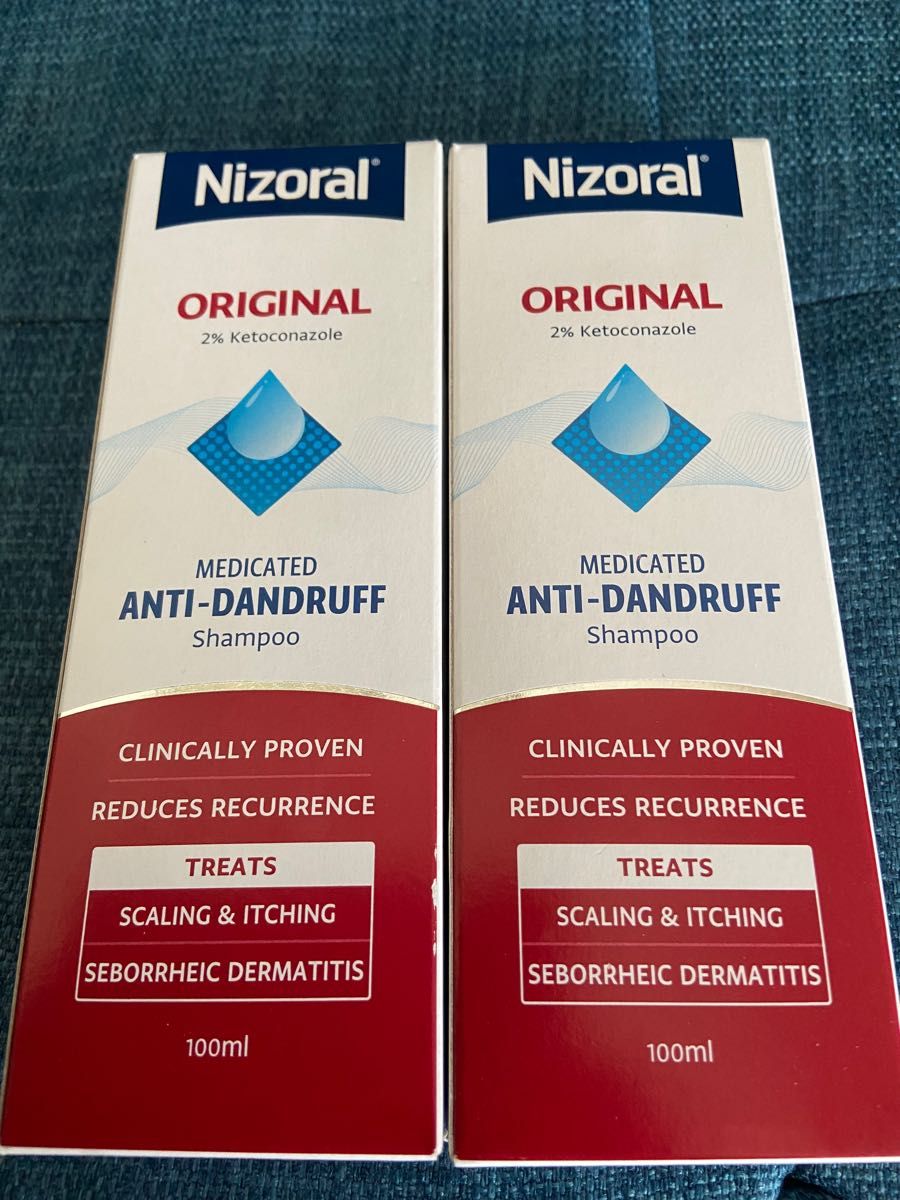 Nizoral®
ORIGINAL
2% Ketoconazole
MEDICATED
ANTI-DANDRUFF
Shampoo
CLINICALLY PROVEN
REDUCES RECURRENCE
TREATS
SCALING & ITCHING
SEBORRHEIC DERMATITIS
100ml
Nizoral®
ORIGINAL
2% Ketoconazole
MEDICATED
ANTI-DANDRUFF
Shampoo
CLINICALLY PROVEN
REDUCES RECURRENCE
TREATS
SCALING & ITCHING
SEBORRHEIC DERMATITIS
100ml